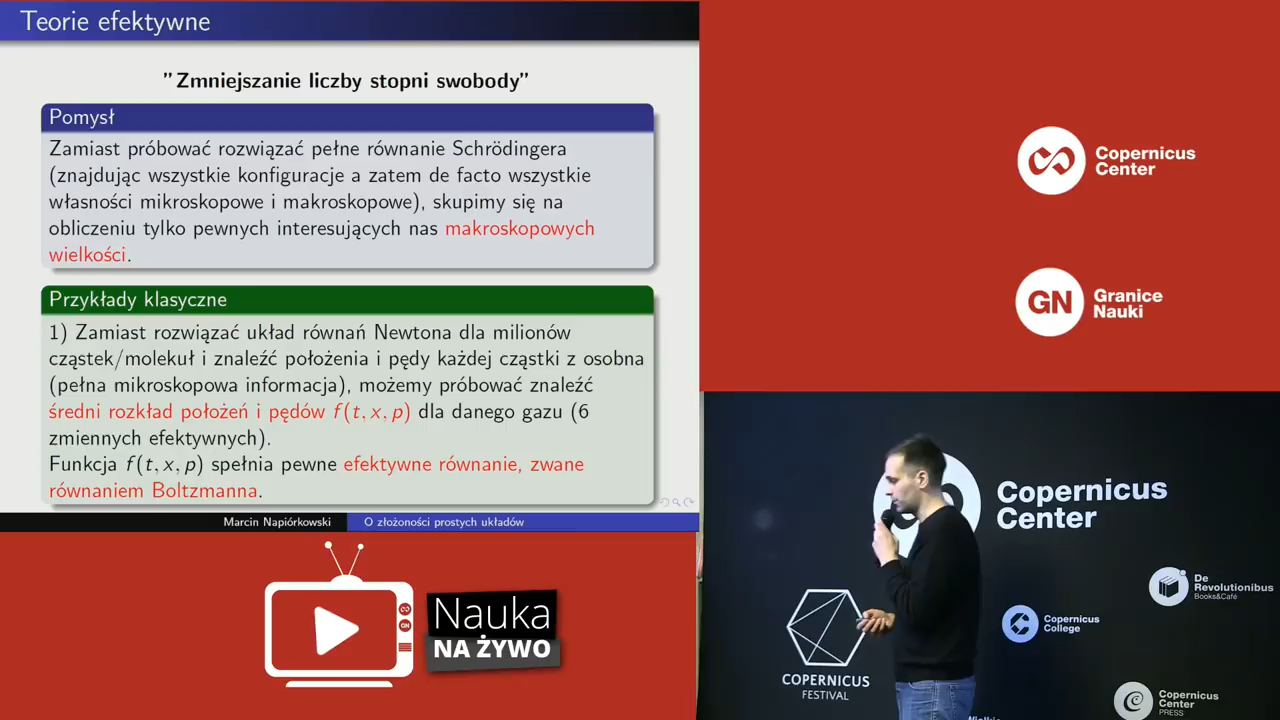 Teorie efektywne
"Zmniejszanie liczby stopni swobody"
Pomysł
Zamiast próbować rozwiązać pełne równanie Schrödingera
(znajdując wszystkie konfiguracje a zatem de facto wszystkie
własności mikroskopowe i makroskopowe), skupimy się na
obliczeniu tylko pewnych interesujących nas makroskopowych
wielkości.
Przykłady klasyczne
1) Zamiast rozwiązać układ równań Newtona dla milionów
cząstek/molekuł i znaleźć położenia i pędy każdej cząstki z osobna
(pełna mikroskopowa informacja), możemy próbować znaleźć
średni rozkład położeń i pędów f(t, x, p) dla danego gazu (6
zmiennych efektywnych).
Funkcja f(t, x, p) spełnia pewne efektywne równanie, zwane
równaniem Boltzmanna.
Marcin Napiórkowski
O złożoności prostych układów
Nauka
NA ŻYWO
Copernicus
Center
GN
Granice
Nauki
Copernicus
Center
De
Revolutionibus
Books&Café
Copernicus
College
COPERNICUS
FESTIVAL
Copernicus
Center
PRESS